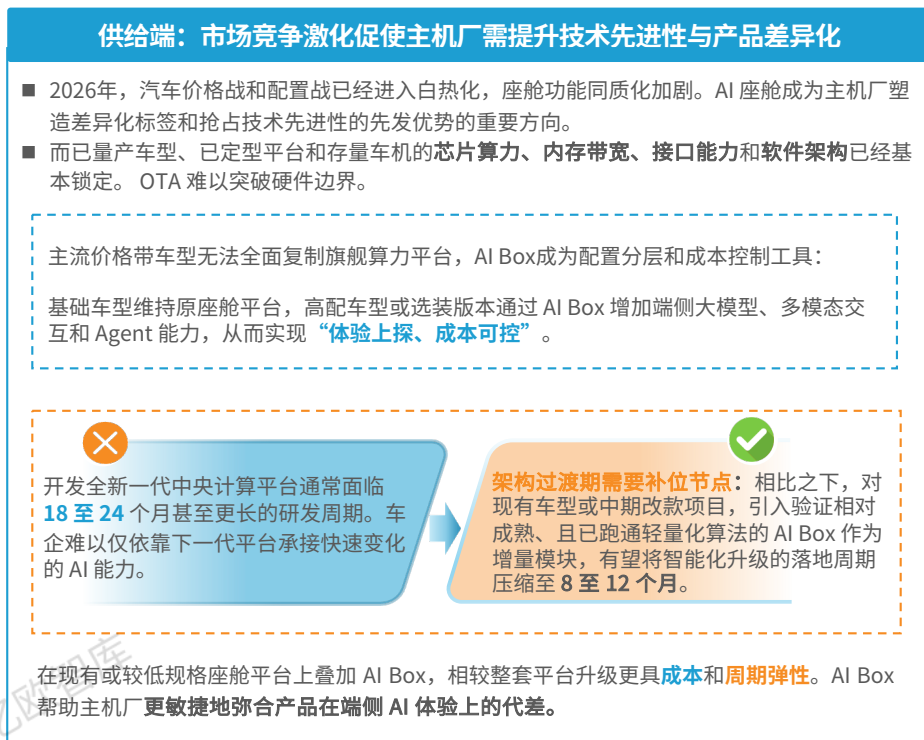 供给端：市场竞争激化促使主机厂需提升技术先进性与产品差异化
■ 2026年，汽车价格战和配置战已经进入白热化，座舱功能同质化加剧。AI 座舱成为主机厂塑
造差异化标签和抢占技术先进性的先发优势的重要方向。
■ 而已量产车型、已定型平台和存量车机的芯片算力、内存带宽、接口能力和软件架构已经基
本锁定。 OTA 难以突破硬件边界。
主流价格带车型无法全面复制旗舰算力平台，AI Box成为配置分层和成本控制工具：
基础车型维持原座舱平台，高配车型或选装版本通过 AI Box 增加端侧大模型、多模态交
互和 Agent 能力，从而实现“体验上探、成本可控”。
开发全新一代中央计算平台通常面临
18 至 24 个月甚至更长的研发周期。车
企难以仅依靠下一代平台承接快速变化
的 AI 能力。
架构过渡期需要补位节点：相比之下，对
现有车型或中期改款项目，引入验证相对
成熟、且已跑通轻量化算法的 AI Box 作为
增量模块，有望将智能化升级的落地周期
压缩至 8 至 12 个月。
在现有或较低规格座舱平台上叠加 AI Box，相较整套平台升级更具成本和周期弹性。AI Box
帮助主机厂更敏捷地弥合产品在端侧 AI 体验上的代差。
亿欧智库